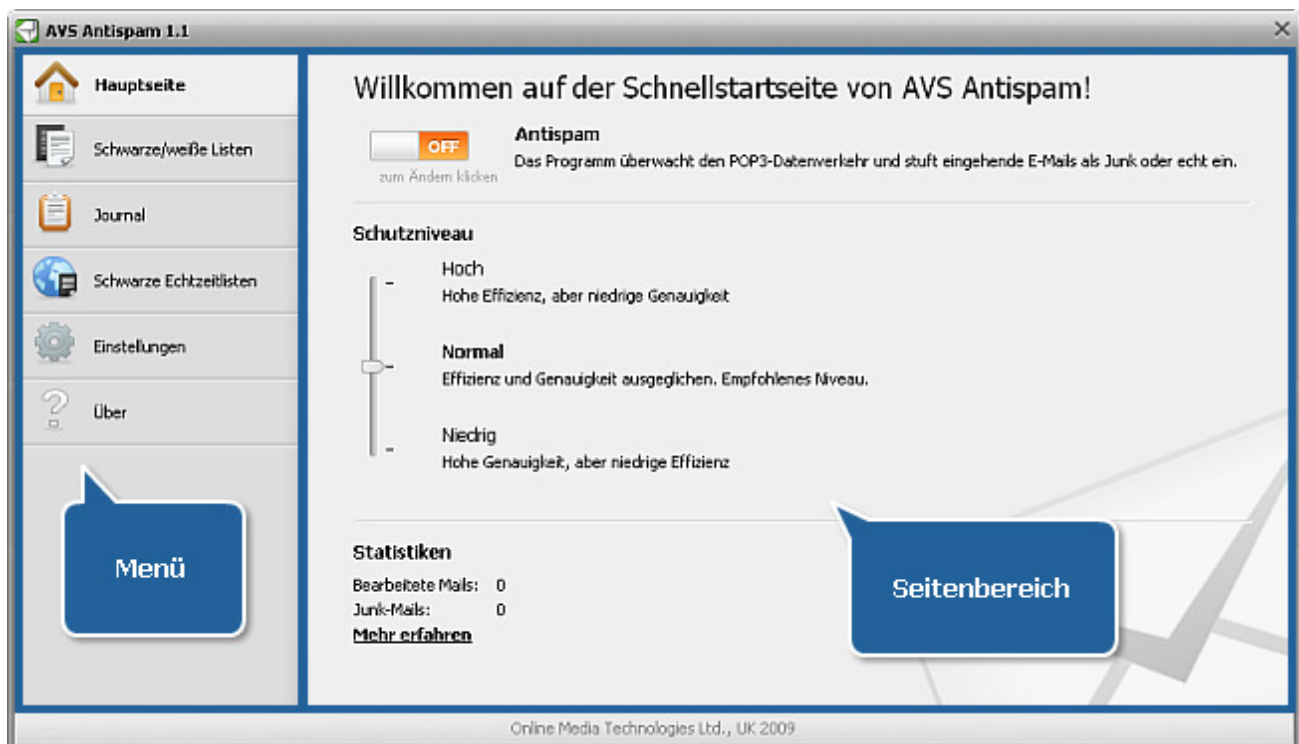 AVS Antispam 1.1
Hauptseite
Schwarze/weiße Listen
Journal
Schwarze Echtzeitlisten
Einstellungen
Über
Menü
Willkommen auf der Schnellstartseite von AVS Antispam!
OFF
zum Ändern klicken
Antispam
Das Programm überwacht den POP3-Datenverkehr und stuft eingehende E-Mails als Junk oder echt ein.
Schutzniveau
Hoch
Hohe Effizienz, aber niedrige Genauigkeit
Normal
Effizienz und Genauigkeit ausgeglichen. Empfohlenes Niveau.
Niedrig
Hohe Genauigkeit, aber niedrige Effizienz
Statistiken
Bearbeitete Mails: 0
Junk-Mails: 0
Mehr erfahren
Seitenbereich
Online Media Technologies Ltd., UK 2009